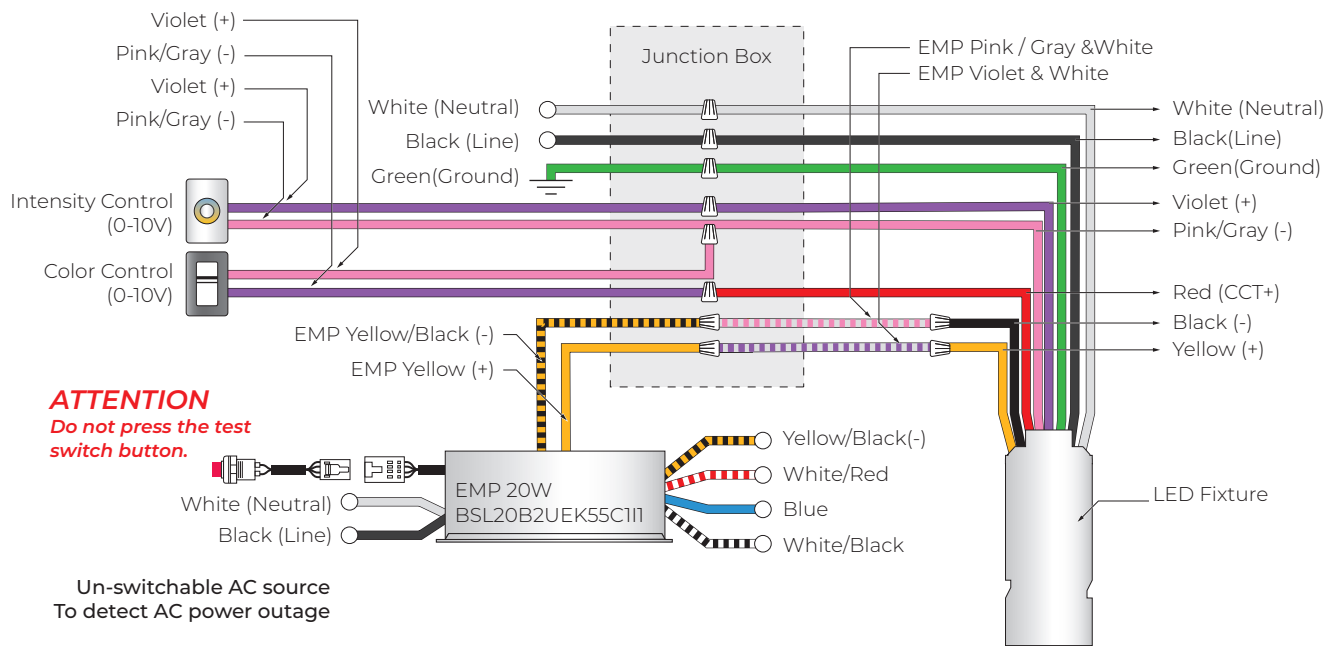 Violet (+)
Pink/Gray (-)
Violet (+)
Pink/Gray (-)
Junction Box
EMP Pink / Gray &White
EMP Violet & White
White (Neutral)
Black (Line)
Green(Ground)
White (Neutral)
Black(Line)
Green(Ground)
Violet (+)
Pink/Gray (-)
Intensity Control
(0-10V)
Color Control
(0-10V)
Red (CCT+)
Black (-)
Yellow (+)
EMP Yellow/Black (-)
EMP Yellow (+)
ATTENTION
Do not press the test
switch button.
White (Neutral)
Black (Line)
EMP 20W
BSL20B2UEK55C1I1
Yellow/Black(-)
White/Red
Blue
White/Black
LED Fixture
Un-switchable AC source
To detect AC power outage